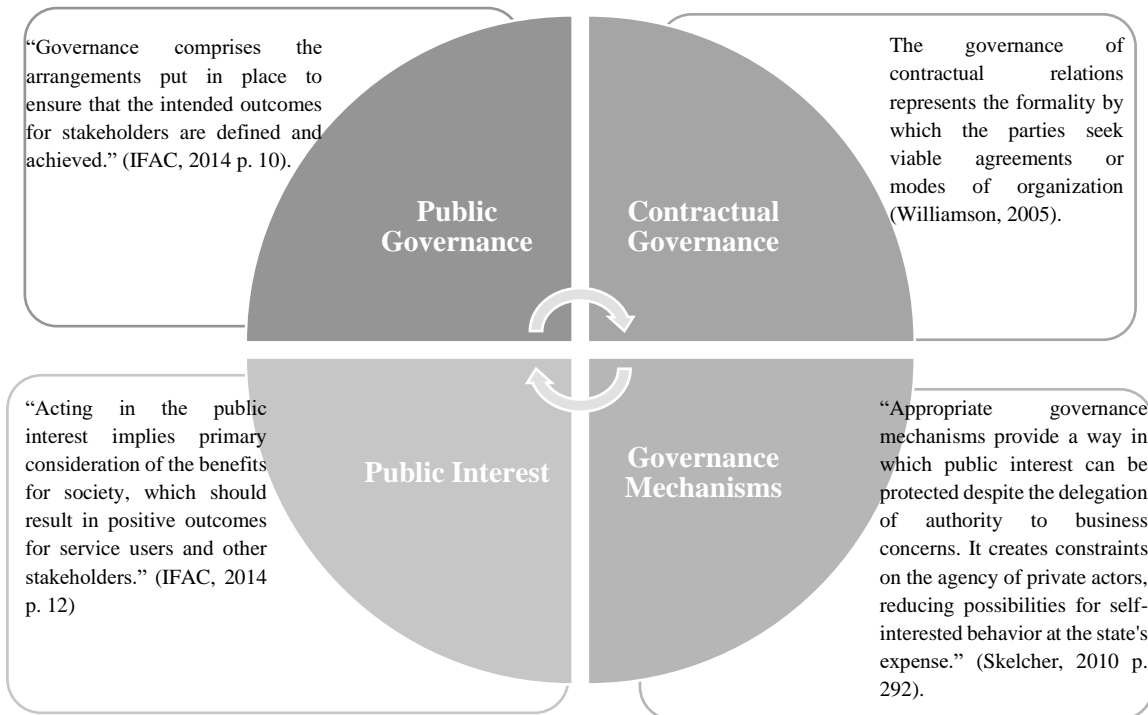 “Governance comprises the
arrangements put in place to
ensure that the intended outcomes
for stakeholders are defined and
achieved.” (IFAC, 2014 p. 10).
The governance of
contractual relations
represents the formality by
which the parties seek
viable agreements or
modes of organization
(Williamson, 2005).
Public
Governance
Contractual
Governance
“Acting in the public
interest implies primary
consideration of the benefits
for society, which should
result in positive outcomes
for service users and other
stakeholders.” (IFAC, 2014
p. 12)
Public Interest
Governance
Mechanisms
“Appropriate governance
mechanisms provide a way in
which public interest can be
protected despite the delegation
of authority to business
concerns. It creates constraints
on the agency of private actors,
reducing possibilities for self-
interested behavior at the state's
expense.” (Skelcher, 2010 p.
292).